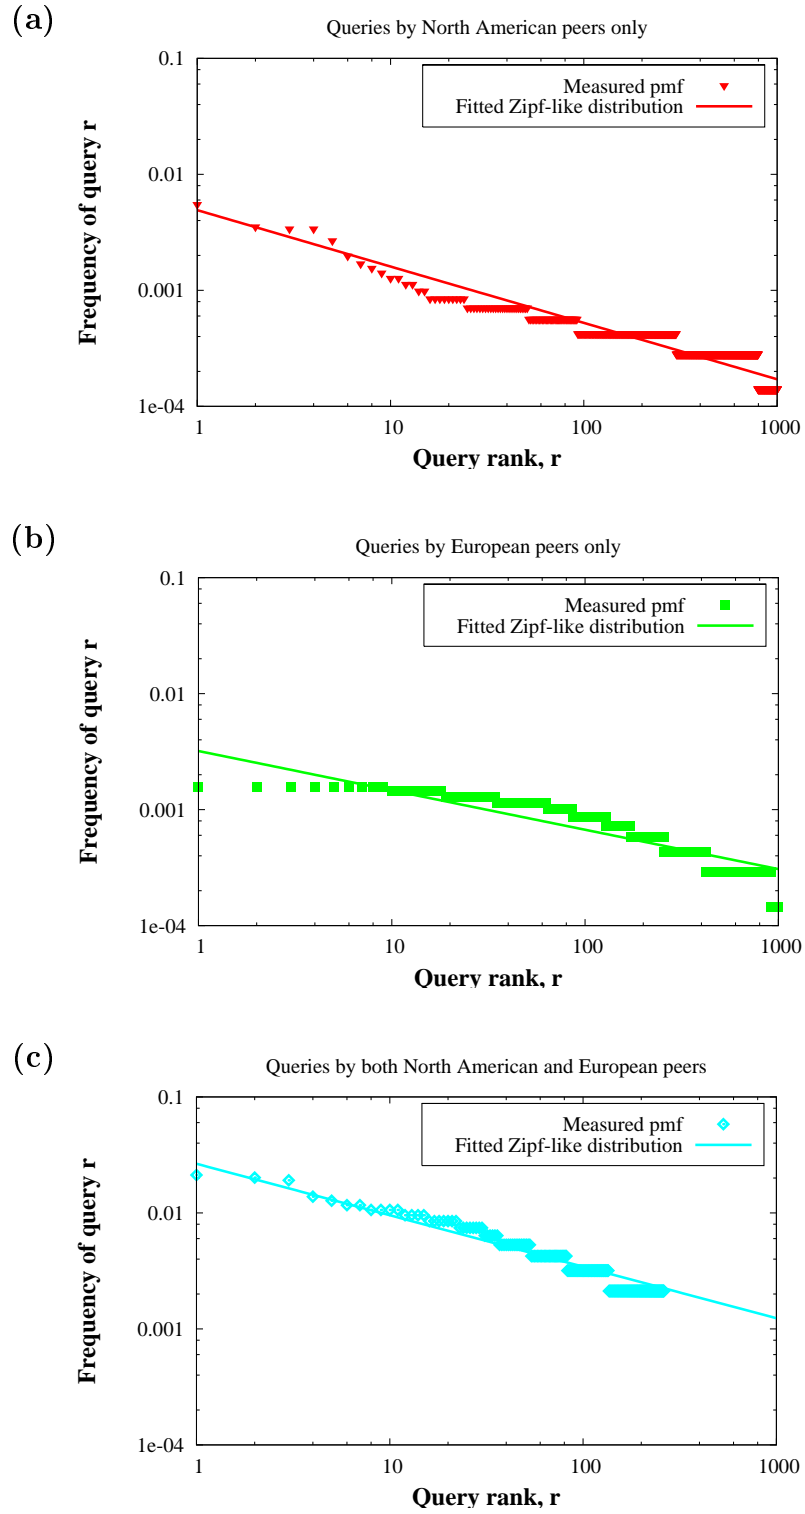 (a)
Queries by North American peers only
Measured pmf
Fitted Zipf-like distribution
Frequency of query r
0.1
0.01
0.001
1e-04
1 10 100 1000
Query rank, r
(b)
Queries by European peers only
Measured pmf
Fitted Zipf-like distribution
Frequency of query r
0.1
0.01
0.001
1e-04
1 10 100 1000
Query rank, r
(c)
Queries by both North American and European peers
Measured pmf
Fitted Zipf-like distribution
Frequency of query r
0.1
0.01
0.001
1e-04
1 10 100 1000
Query rank, r